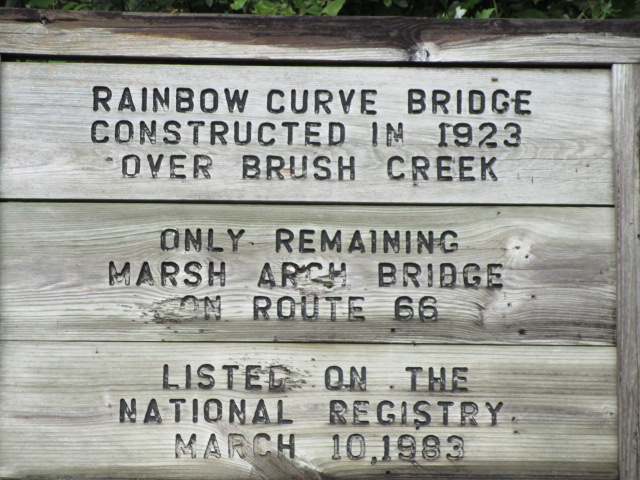 RAINBOW CURVE BRIDGE
CONSTRUCTED IN 1923
OVER BRUSH CREEK
ONLY REMAINING
MARSH ARCH BRIDGE
ON ROUTE 66
LISTED ON THE
NATIONAL REGISTRY
MARCH 10,1983